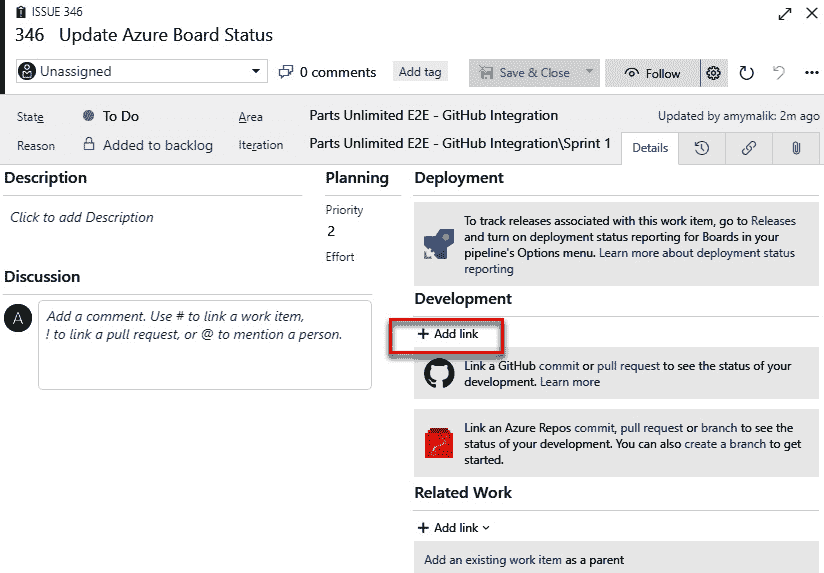 ISSUE 346
346 Update Azure Board Status
Unassigned
0 comments
Add tag
Save & Close
Follow
State
To Do
Area
Parts Unlimited E2E - GitHub Integration
Updated by amymalik: 2m ago
Reason
Added to backlog
Iteration
Parts Unlimited E2E - GitHub Integration\Sprint 1
Details
Description
Click to add Description
Discussion
A
Add a comment. Use # to link a work item,
! to link a pull request, or @ to mention a person.
Planning
Priority
2
Effort
Deployment
To track releases associated with this work item, go to Releases
and turn on deployment status reporting for Boards in your
pipeline's Options menu. Learn more about deployment status
reporting
Development
+ Add link
Link a GitHub commit or pull request to see the status of your
development. Learn more
Link an Azure Repos commit, pull request or branch to see the
status of your development. You can also create a branch to get
started.
Related Work
+ Add link
Add an existing work item as a parent